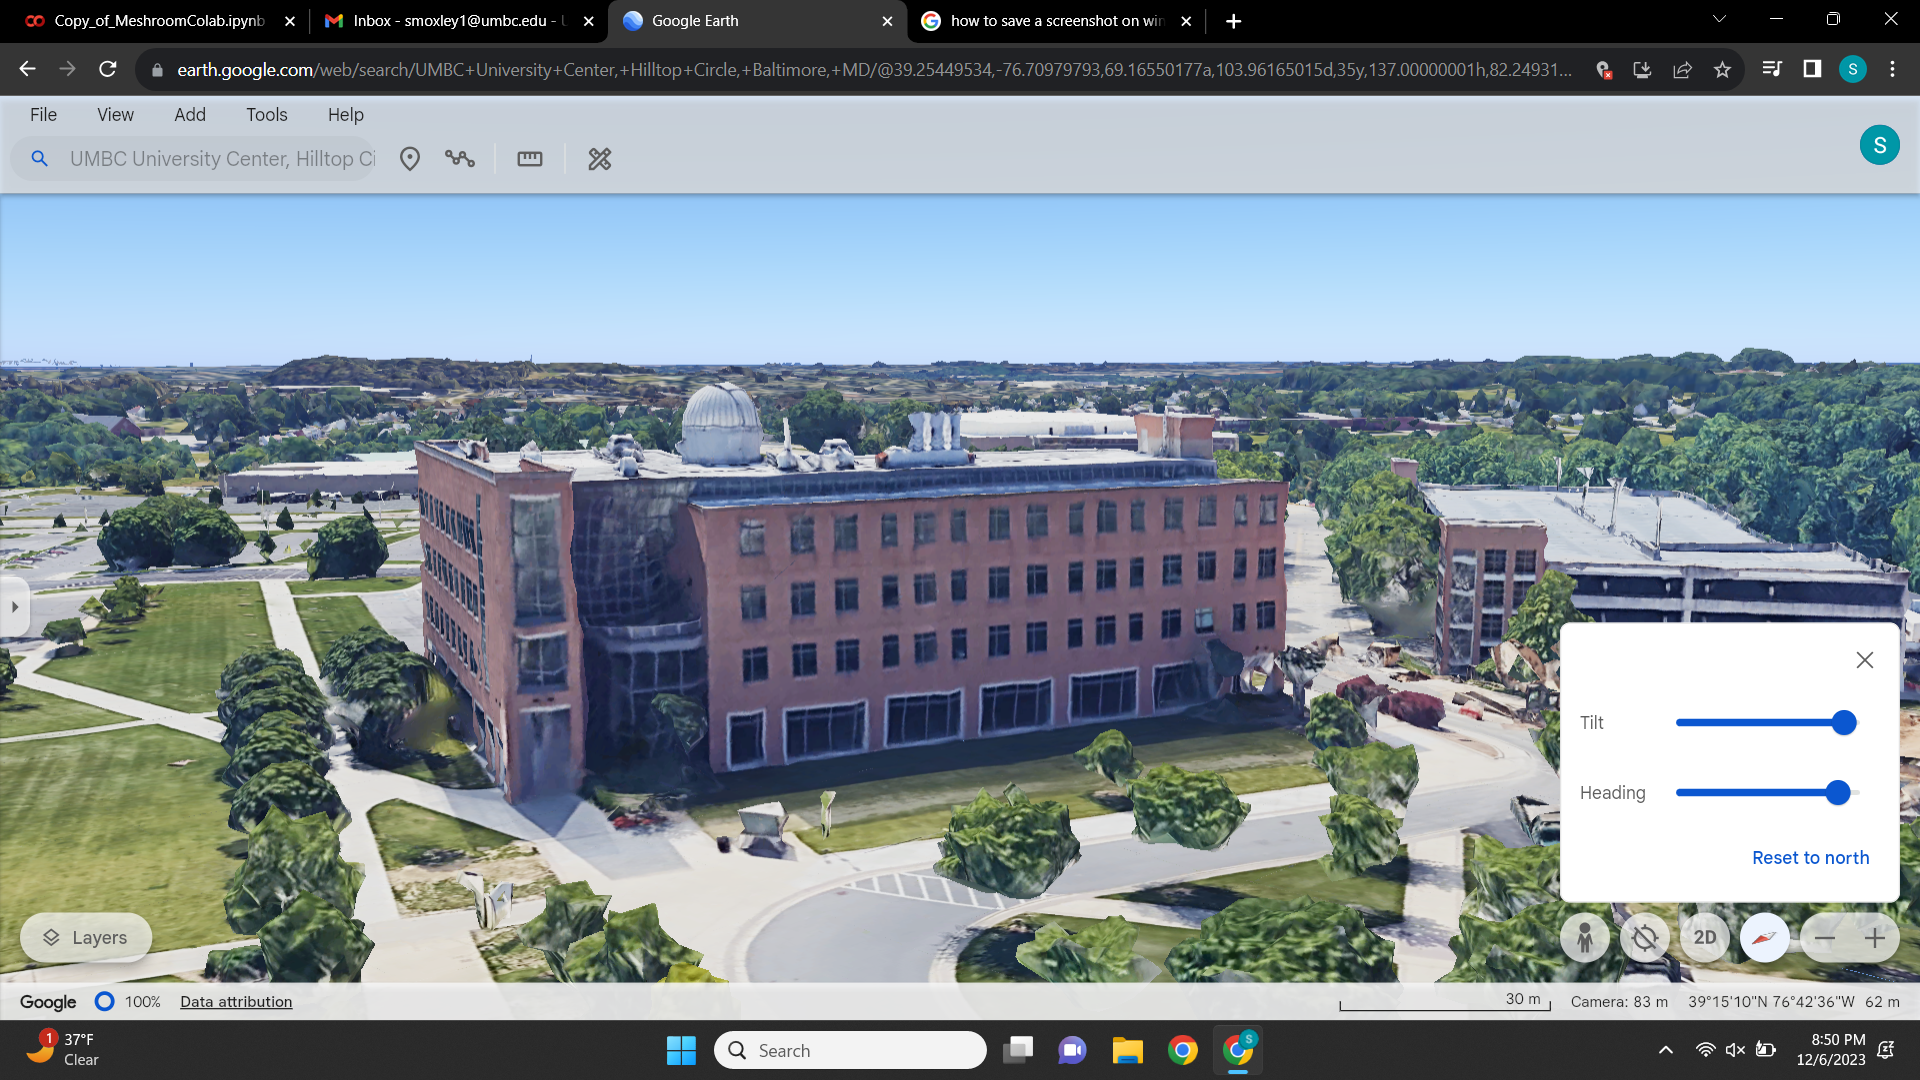 Copy_of_MeshroomColab.ipynb
Inbox - smoxley1@umbc.edu - U
Google Earth
how to save a screenshot on win
earth.google.com/web/search/UMBC+University+Center,+Hilltop+Circle,+Baltimore,+MD/@39.25449534,-76.70979793,69.16550177a,103.96165015d,35y,137.00000001h,82.24931...
S
File View Add Tools Help
UMBC University Center, Hilltop Ci
S
Tilt
Heading
Reset to north
Layers
2D
Google 100% Data attribution
30 m Camera: 83 m 39°15'10"N 76°42'36"W 62 m
1
37°F
Clear
Search
S
8:50 PM
12/6/2023